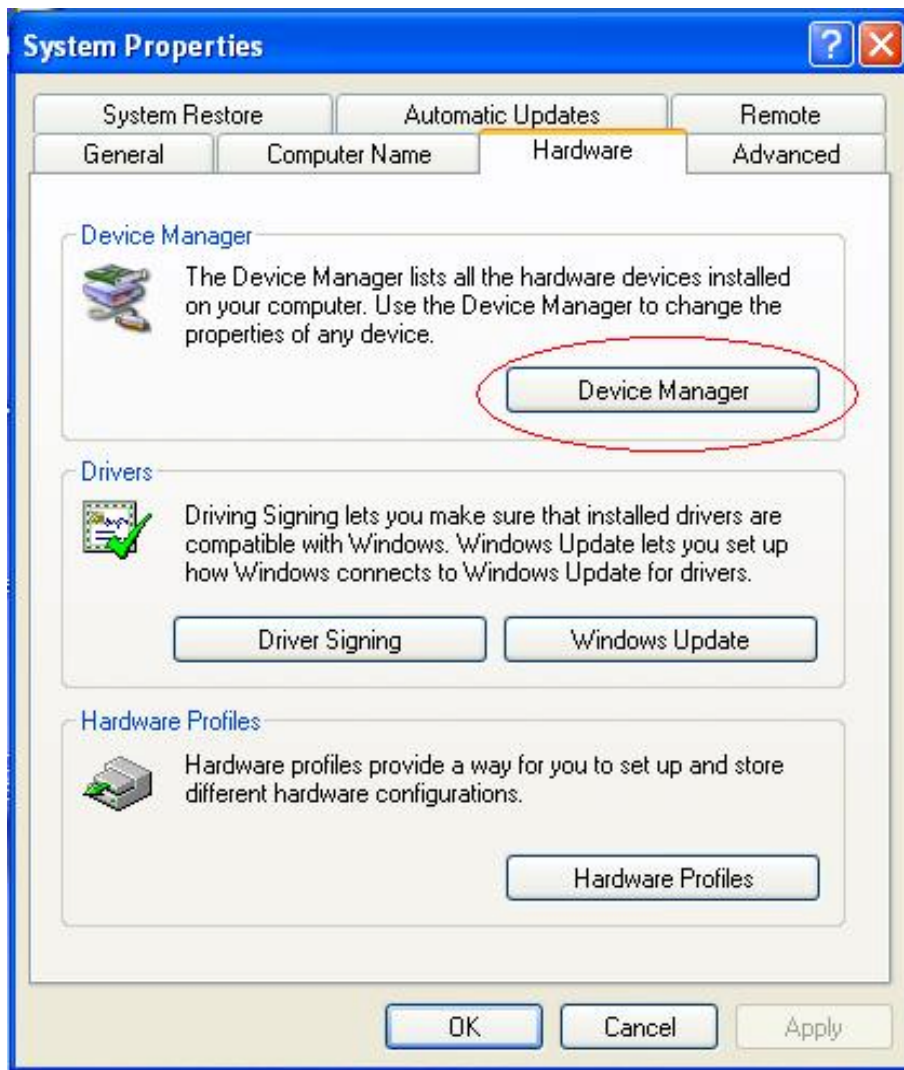 System Properties
System Restore Automatic Updates Remote
General Computer Name Hardware Advanced
Device Manager
The Device Manager lists all the hardware devices installed
on your computer. Use the Device Manager to change the
properties of any device.
Device Manager
Drivers
Driving Signing lets you make sure that installed drivers are
compatible with Windows. Windows Update lets you set up
how Windows connects to Windows Update for drivers.
Driver Signing Windows Update
Hardware Profiles
Hardware profiles provide a way for you to set up and store
different hardware configurations.
Hardware Profiles
OK Cancel Apply